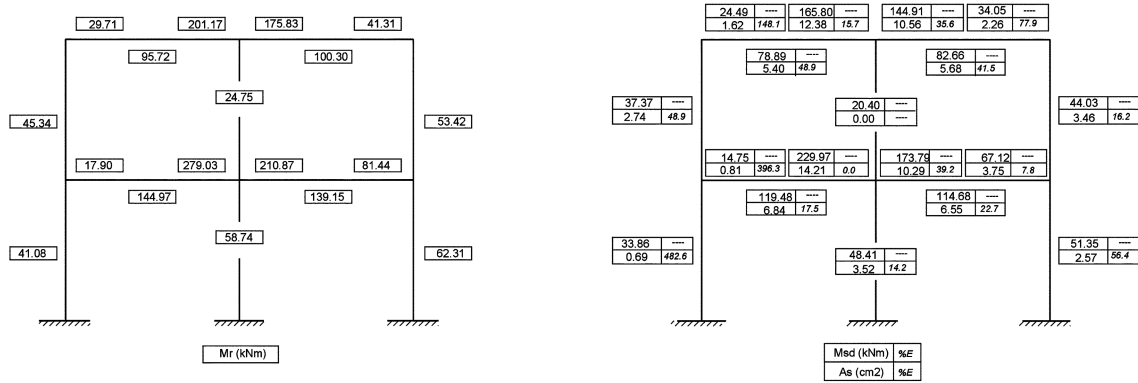 29.71 201.17 175.83 41.31
95.72 100.30
24.75
45.34 53.42
17.90 279.03 210.87 81.44
144.97 139.15
58.74
41.08 62.31
Mr (kNm)
24.49 ---- 165.80 ---- 144.91 ---- 34.05 ----
1.62 148.1 12.38 15.7 10.56 35.6 2.26 77.9
78.89 ---- 82.66 ----
5.40 48.9 5.68 41.5
37.37 ---- 20.40 ---- 44.03 ----
2.74 48.9 0.00 ---- 3.46 16.2
14.75 ---- 229.97 ---- 173.79 ---- 67.12 ----
0.81 396.3 14.21 0.0 10.29 39.2 3.75 7.8
119.48 ---- 114.68 ----
6.84 17.5 6.55 22.7
33.86 ---- 48.41 ---- 51.35 ----
0.69 482.6 3.52 14.2 2.57 56.4
Msd (kNm) %E
As (cm2) %E